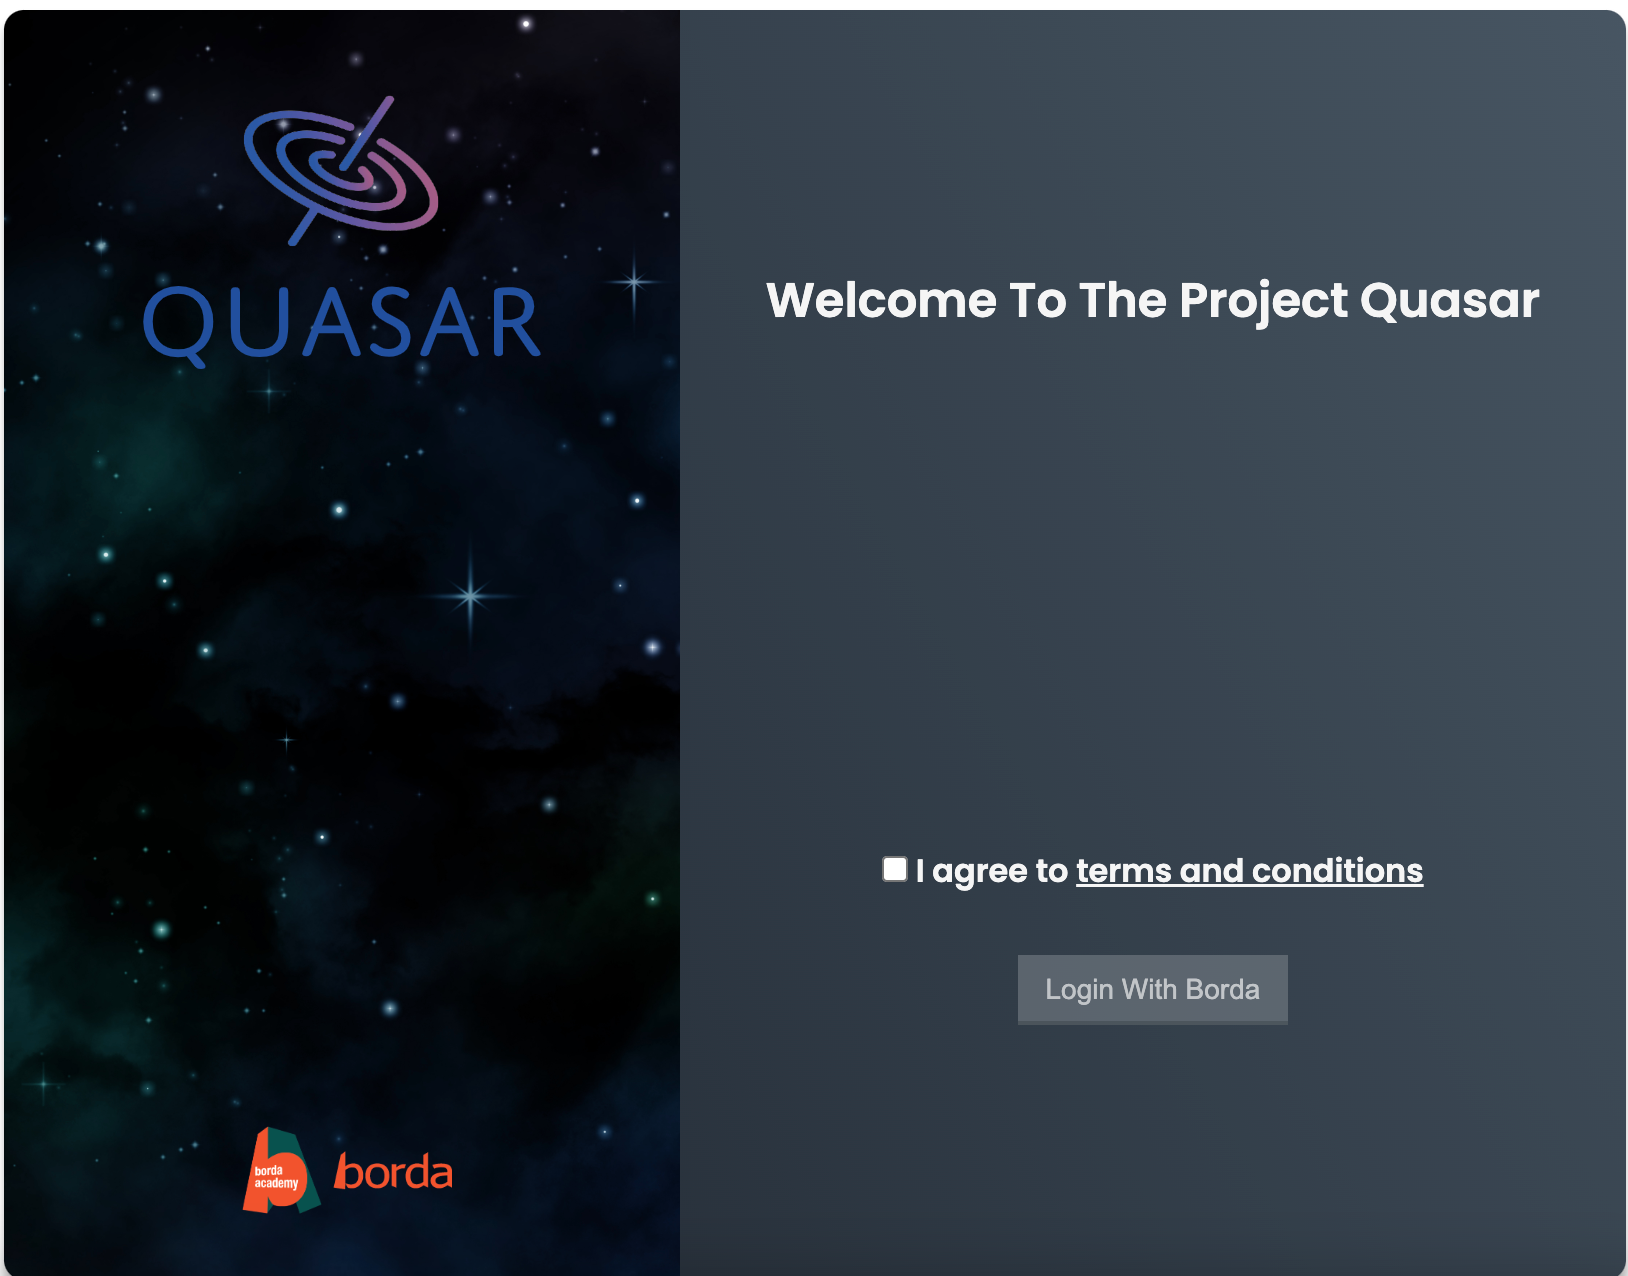 QUASAR
Welcome To The Project Quasar
I agree to terms and conditions
Login With Borda
borda
academy
borda